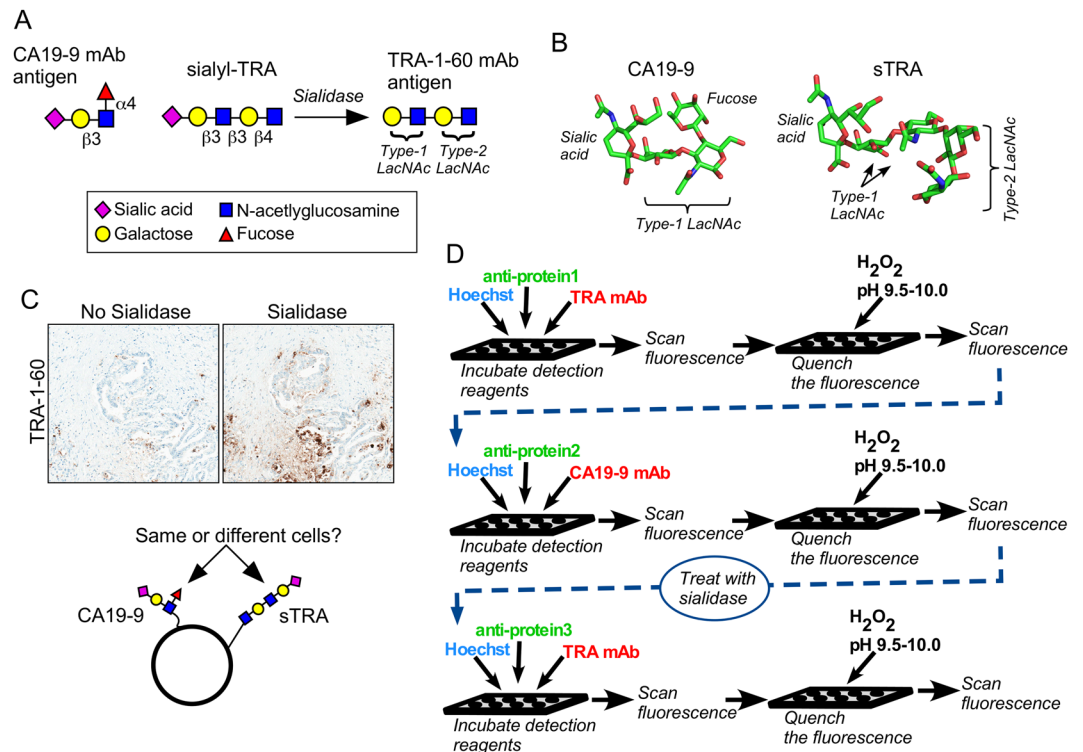 A
CA19-9 mAb
antigen
α4
β3
sialyl-TRA
β3 β3 β4
Sialidase
TRA-1-60 mAb
antigen
Type-1
LacNAc
Type-2
LacNAc
Sialic acid
N-acetlyglucosamine
Galactose
Fucose
B
CA19-9
Fucose
Sialic
acid
Type-1 LacNAc
sTRA
Sialic
acid
Type-1
LacNAc
Type-2 LacNAc
C
No Sialidase
Sialidase
TRA-1-60
Same or different cells?
CA19-9
sTRA
D
anti-protein1
Hoechst
TRA mAb
Incubate detection
reagents
Scan
fluorescence
H2O2
pH 9.5-10.0
Quench
the fluorescence
Scan
fluorescence
anti-protein2
Hoechst
CA19-9 mAb
Incubate detection
reagents
Scan
fluorescence
H2O2
pH 9.5-10.0
Quench
the fluorescence
Scan
fluorescence
Treat with
sialidase
anti-protein3
Hoechst
TRA mAb
Incubate detection
reagents
Scan
fluorescence
H2O2
pH 9.5-10.0
Quench
the fluorescence
Scan
fluorescence